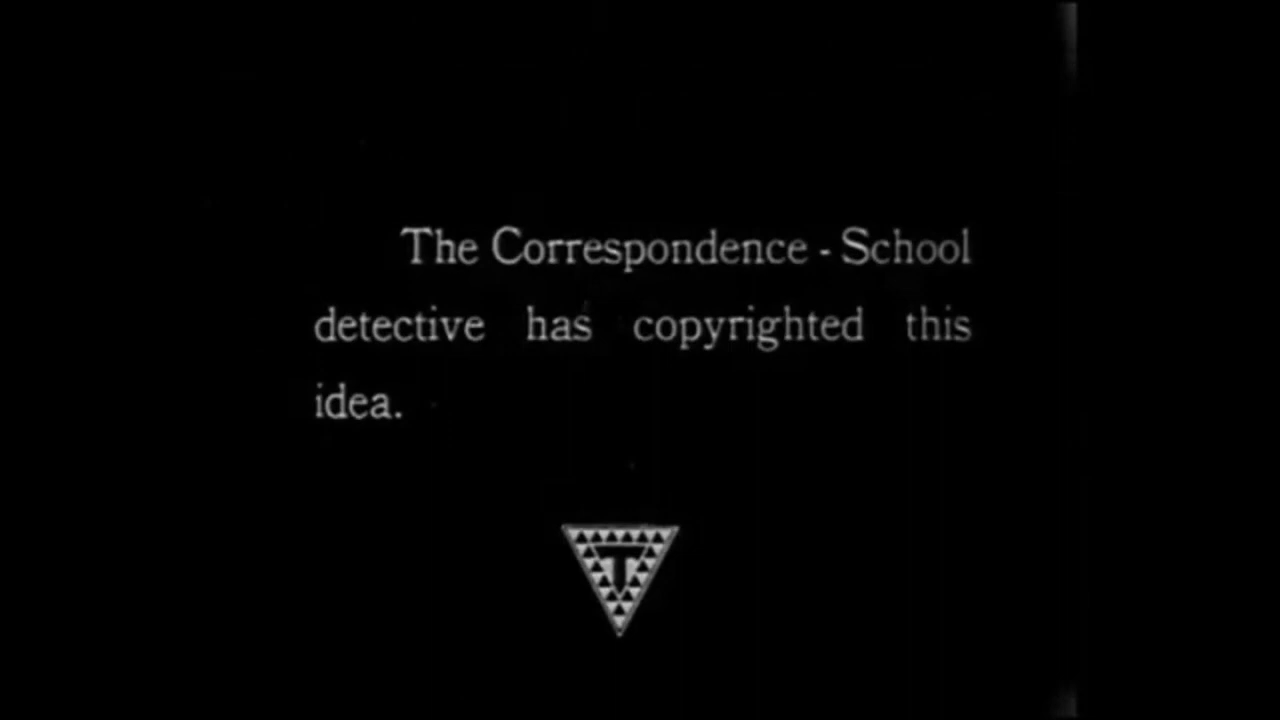 The Correspondence - School
detective has copyrighted this
idea.
T